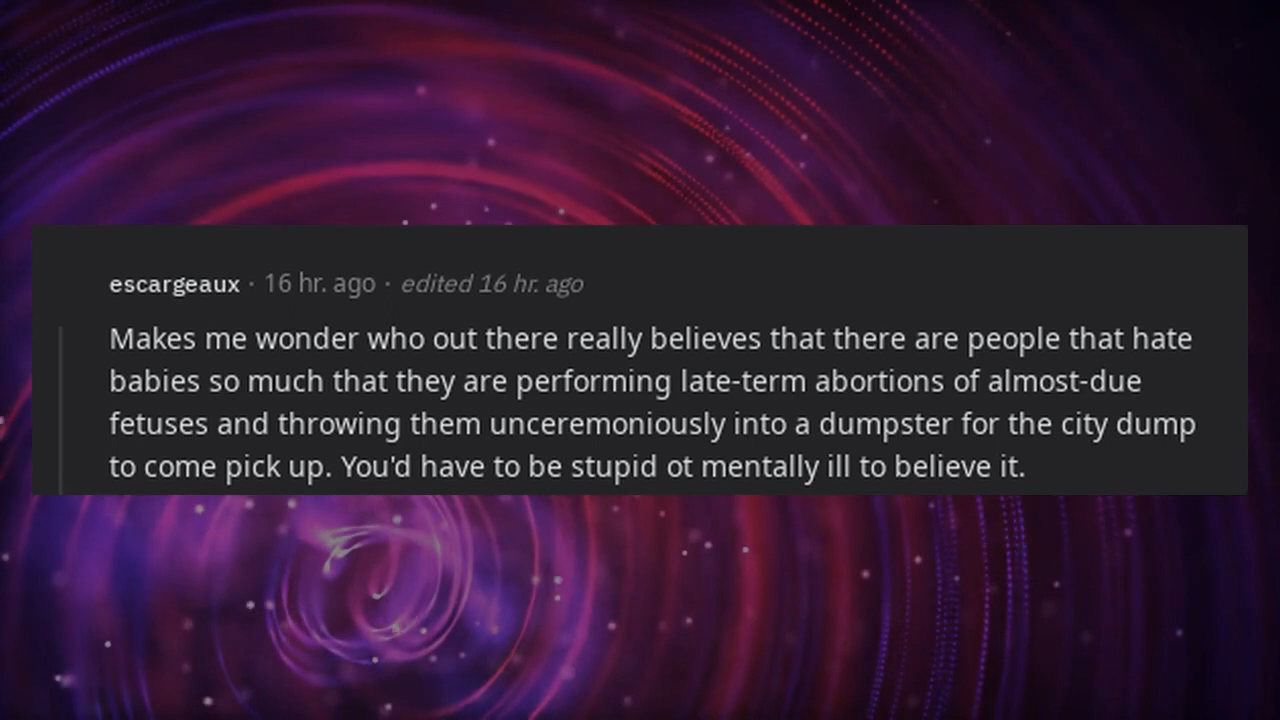 escargeaux · 16 hr. ago · edited 16 hr. ago
Makes me wonder who out there really believes that there are people that hate
babies so much that they are performing late-term abortions of almost-due
fetuses and throwing them unceremoniously into a dumpster for the city dump
to come pick up. You'd have to be stupid ot mentally ill to believe it.